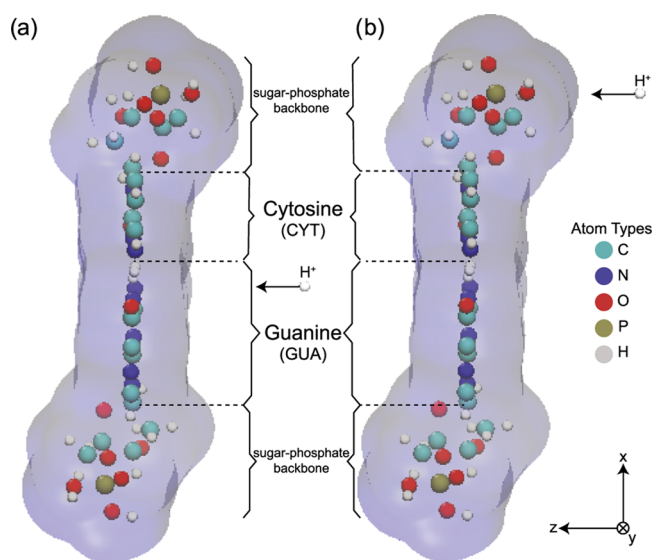 (a)
(b)
sugar-phosphate
backbone
H+
Cytosine
(CYT)
H+
Guanine
(GUA)
sugar-phosphate
backbone
Atom Types
C
N
O
P
H
x
z
y